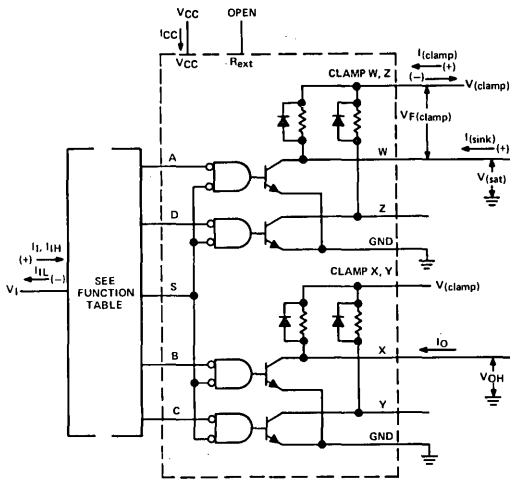 VCC OPEN
ICC
VCC Rext
CLAMP W, Z
I(clamp)
(+)
(−)
V(clamp)
VF(clamp)
I(sink)
(+)
W
V(sat)
A
D
Z
GND
S
II, IIH
(+)
IIL (−)
VI
SEE
FUNCTION
TABLE
CLAMP X, Y
V(clamp)
B
X
IO
VOH
C
Y
GND